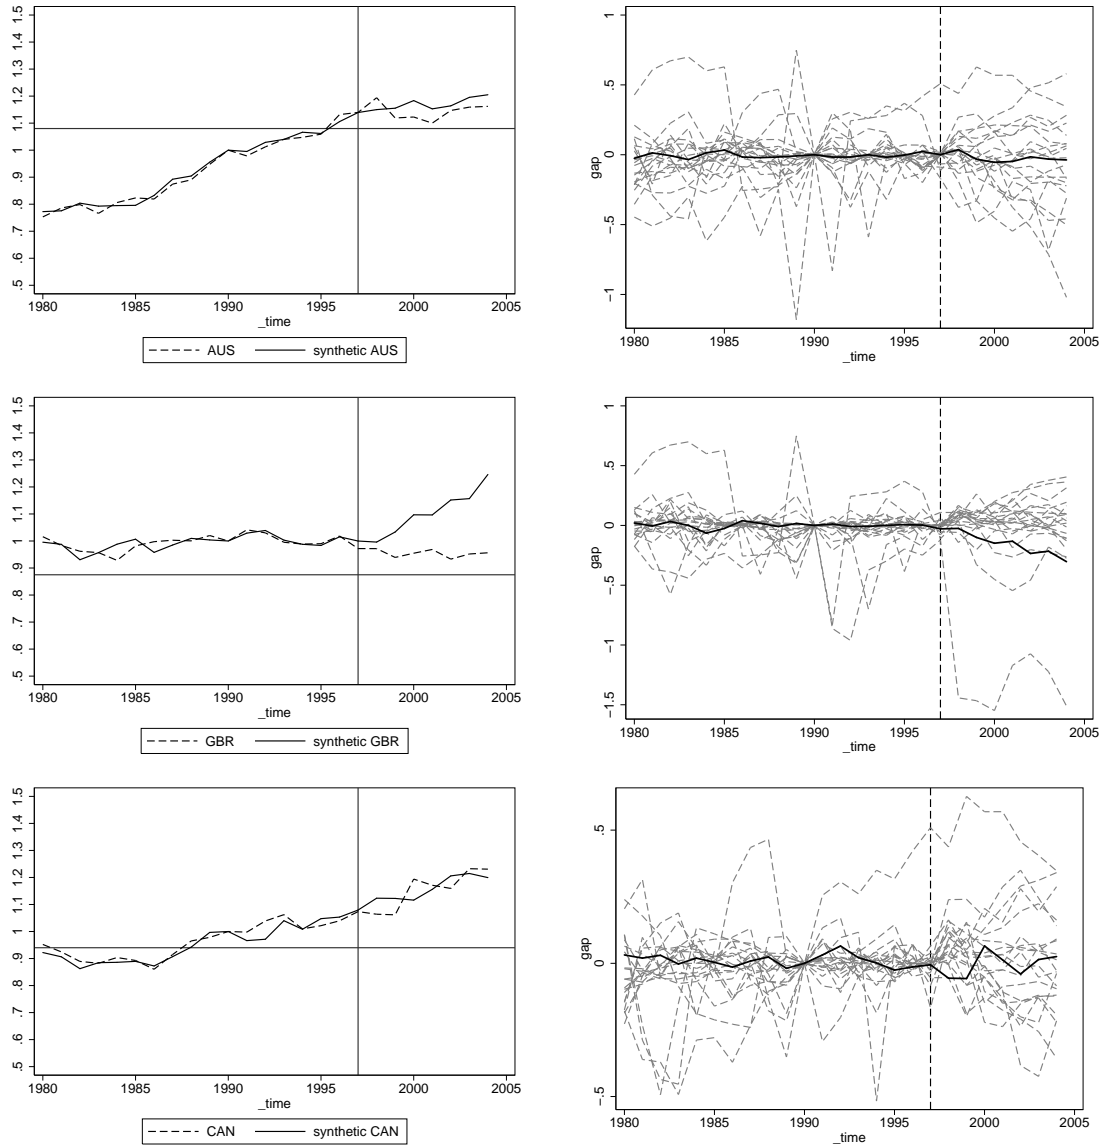 .5 .6 .7 .8 .9 1 1.1 1.2 1.3 1.4 1.5
1980 1985 1990 1995 2000 2005
_time
AUS synthetic AUS
−1 −.5 0 .5 1
gap
1980 1985 1990 1995 2000 2005
_time
.5 .6 .7 .8 .9 1 1.1 1.2 1.3 1.4 1.5
1980 1985 1990 1995 2000 2005
_time
GBR synthetic GBR
−1.5 −1 −.5 0 .5 1
gap
1980 1985 1990 1995 2000 2005
_time
.5 .6 .7 .8 .9 1 1.1 1.2 1.3 1.4 1.5
1980 1985 1990 1995 2000 2005
_time
CAN synthetic CAN
−.5 0 .5
gap
1980 1985 1990 1995 2000 2005
_time